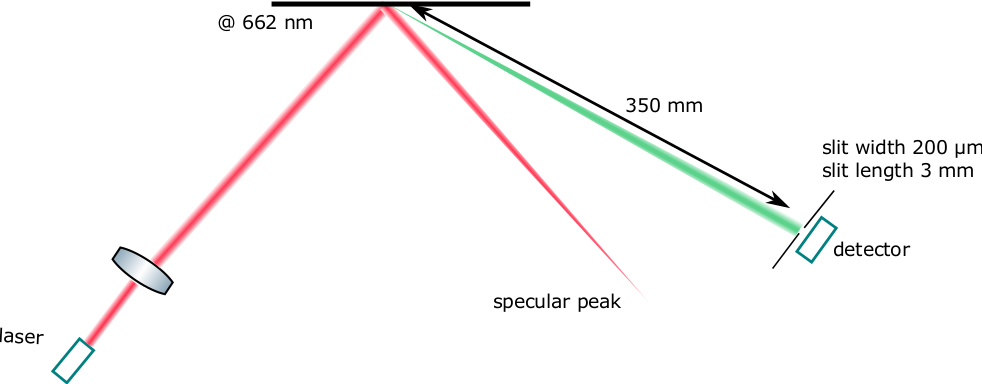 @ 662 nm
350 mm
slit width 200 µm
slit length 3 mm
detector
specular peak
laser